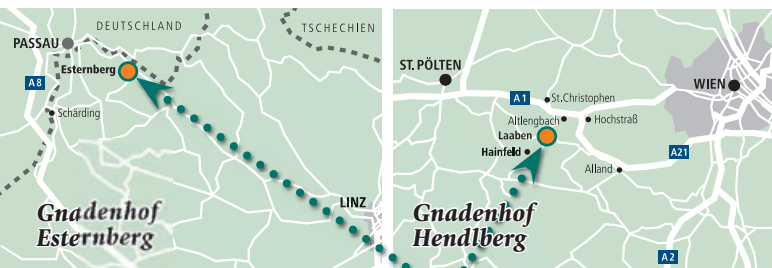 DEUTSCHLAND
TSCHECHIEN
PASSAU
Esternberg
A8
Schärding
LINZ
Gnadenhof
Esternberg
ST. PÖLTEN
WIEN
A1
St.Christophen
Altlengbach
Hochstraß
Laaben
Hainfeld
A21
Alland
Gnadenhof
Hendlberg
A2